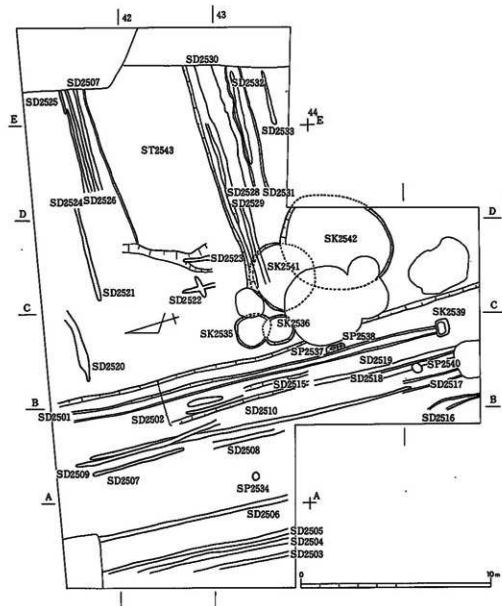 42 43
SD2530
SD2507
SD2532
SD2525
44
E E
SD2533
ST2543
SD2528 SD2531
SD2524 SD2529
SD2526
D D
SD2523
SK2542
SK2541
SD2522
SD2521
SK2539
C C
SK2536
SK2535
SP2538
SP2537
SD2519
SD2520
SP2540
SD2518
SD2515
SD2517
B B
SD2501 SD2502
SD2510
SD2516
SD2508
SD2509
SD2507
SP2534
A A
SD2506
SD2505
SD2504
SD2503
0 10m